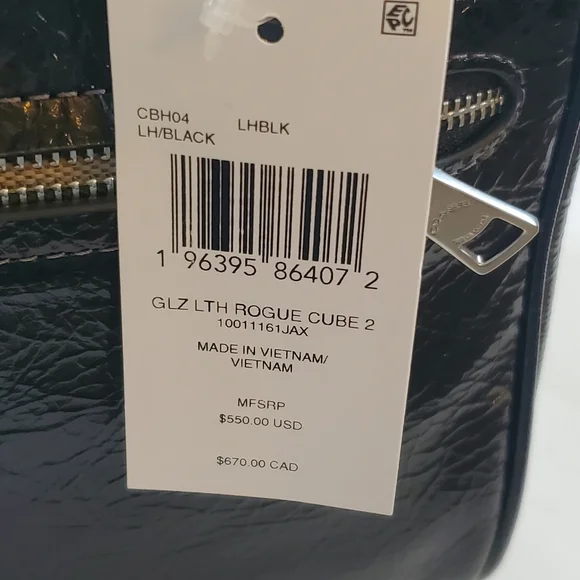 CBH04
LH/BLACK LHBLK
1 96395 86407 2
GLZ LTH ROGUE CUBE 2
10011161JAX
MADE IN VIETNAM/
VIETNAM
MFSRP
$550.00 USD
$670.00 CAD